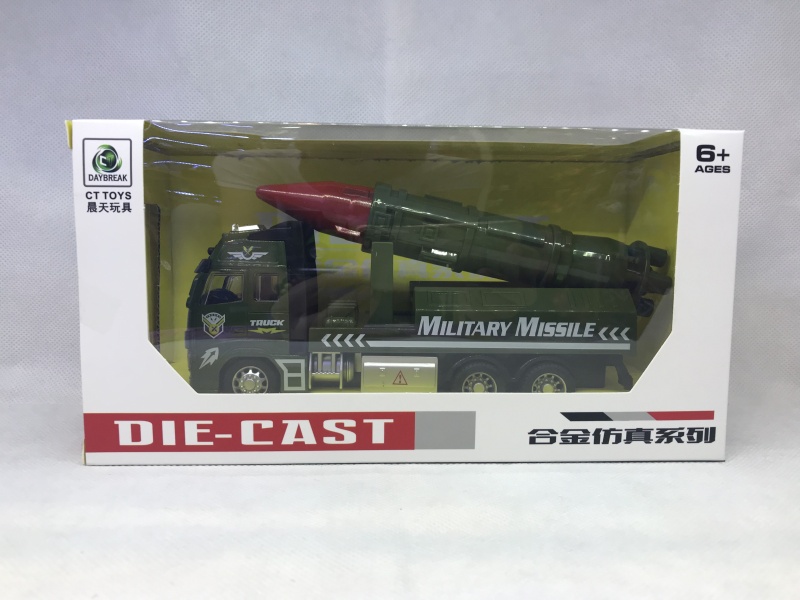 DAYBREAK
CT TOYS
晨天玩具
6+
AGES
TRUCK
MILITARY MISSILE
DIE-CAST
合金仿真系列